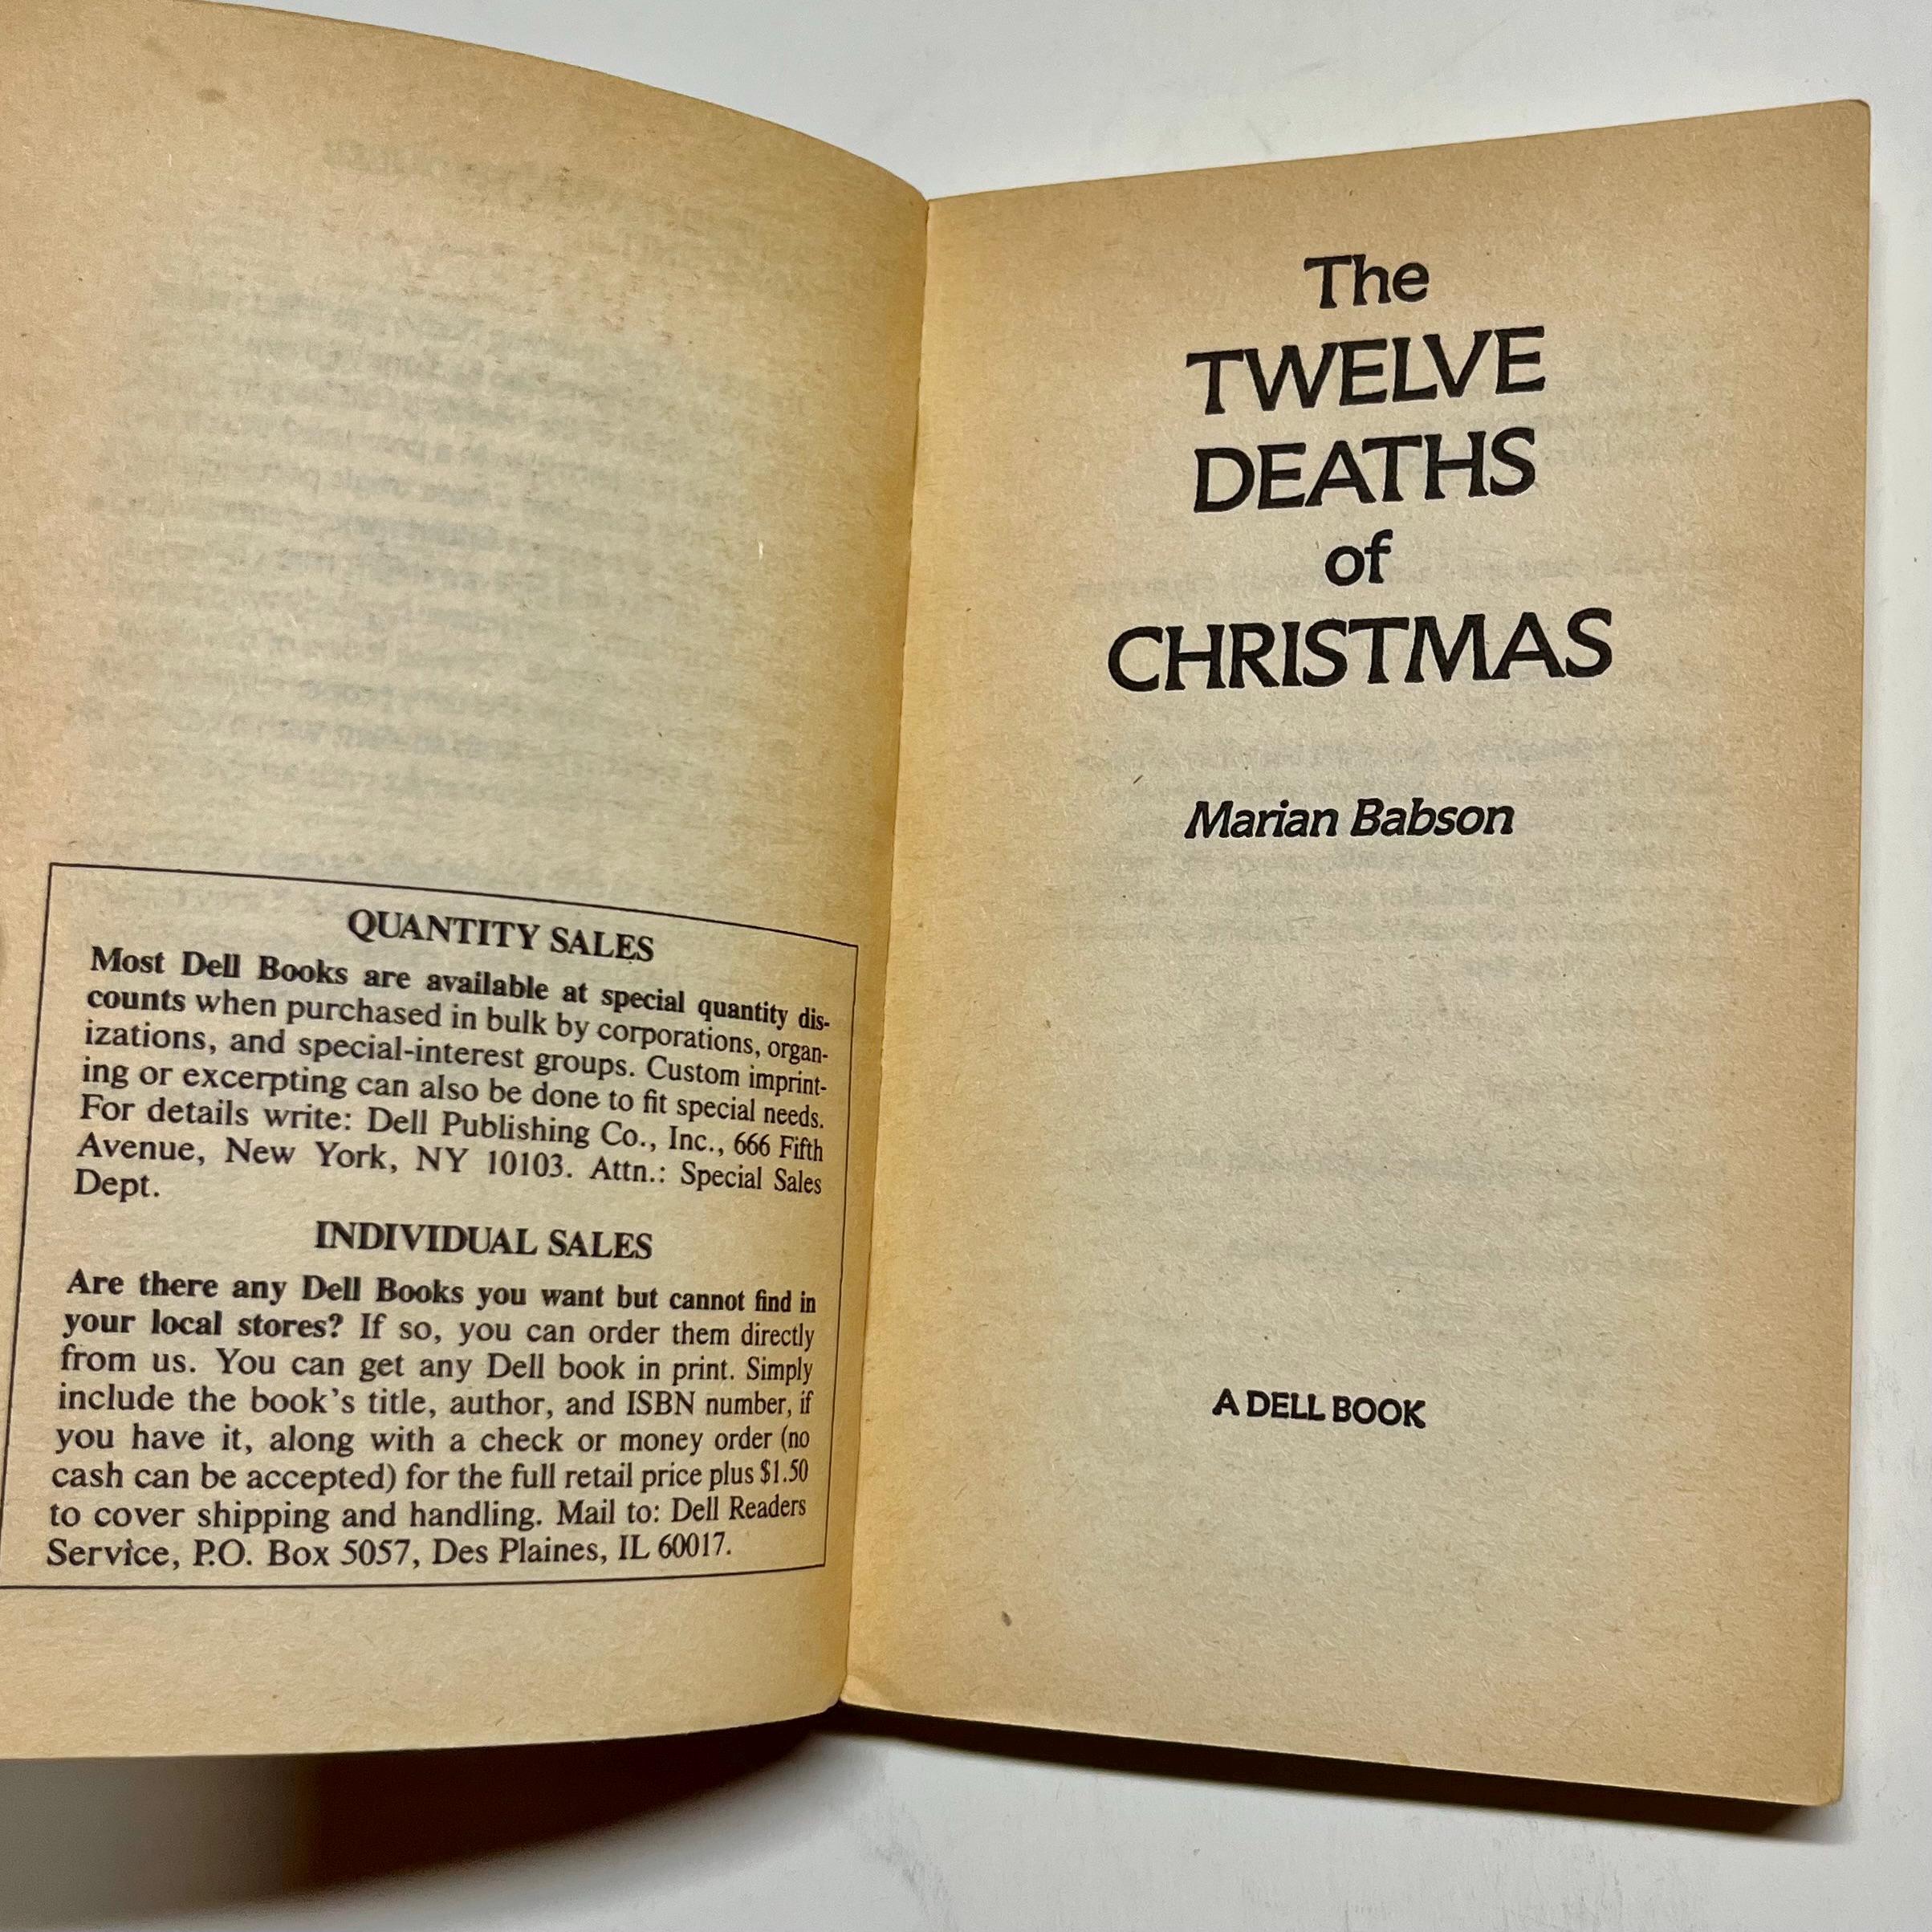 QUANTITY SALES
Most Dell Books are available at special quantity dis-
counts when purchased in bulk by corporations, organ-
izations, and special-interest groups. Custom imprint-
ing or excerpting can also be done to fit special needs.
For details write: Dell Publishing Co., Inc., 666 Fifth
Avenue, New York, NY 10103. Attn.: Special Sales
Dept.
INDIVIDUAL SALES
Are there any Dell Books you want but cannot find in
your local stores? If so, you can order them directly
from us. You can get any Dell book in print. Simply
include the book's title, author, and ISBN number, if
you have it, along with a check or money order (no
cash can be accepted) for the full retail price plus $1.50
to cover shipping and handling. Mail to: Dell Readers
Service, P.O. Box 5057, Des Plaines, IL 60017.
The
TWELVE
DEATHS
of
CHRISTMAS
Marian Babson
A DELL BOOK